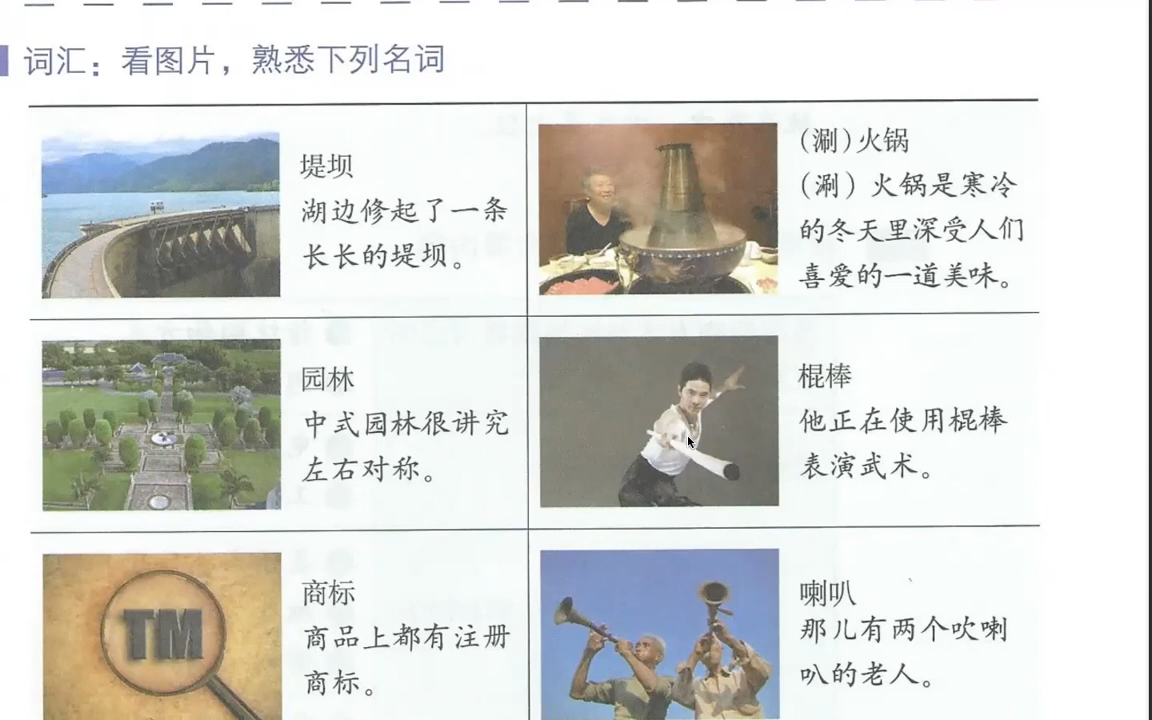 词汇：看图片，熟悉下列名词
堤坝
湖边修起了一条
长长的堤坝。
(涮)火锅
(涮）火锅是寒冷
的冬天里深受人们
喜爱的一道美味。
园林
中式园林很讲究
左右对称。
棍棒
他正在使用棍棒
表演武术。
TM
商标
商品上都有注册
商标。
喇叭
那儿有两个吹喇
叭的老人。